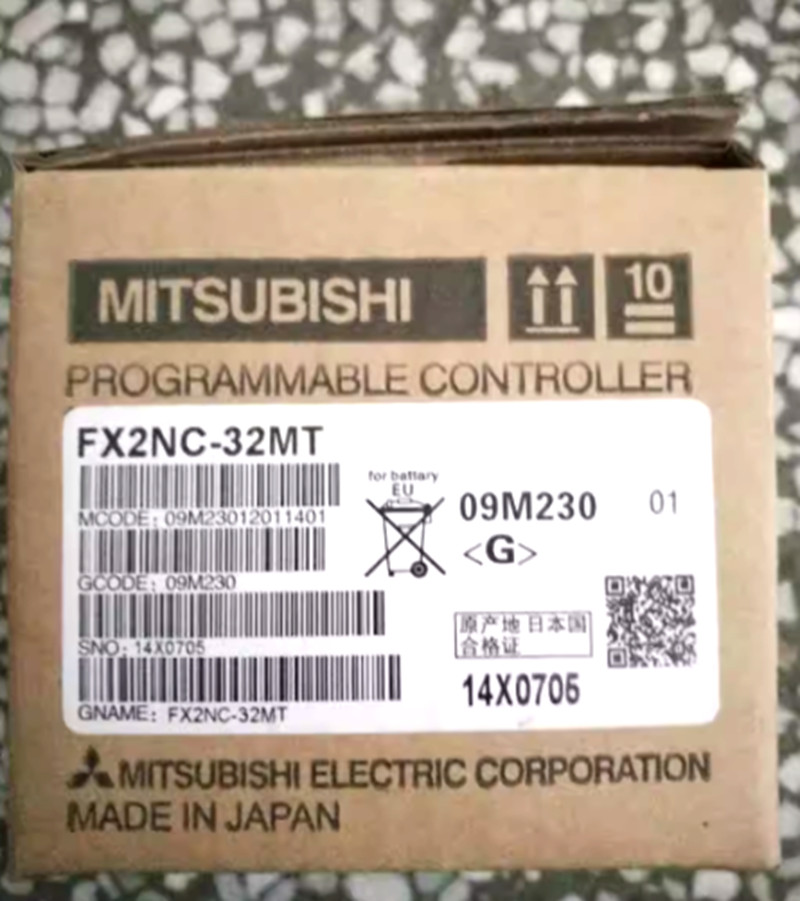 MITSUBISHI
10
PROGRAMMABLE CONTROLLER
FX2NC-32MT
MCODE: 09M23012011401
for battery
EU
09M230
01
<G>
GCODE: 09M230
SNO: 14X0705
原产地 日本国
合格证
14X0705
GNAME: FX2NC-32MT
MITSUBISHI ELECTRIC CORPORATION
MADE IN JAPAN